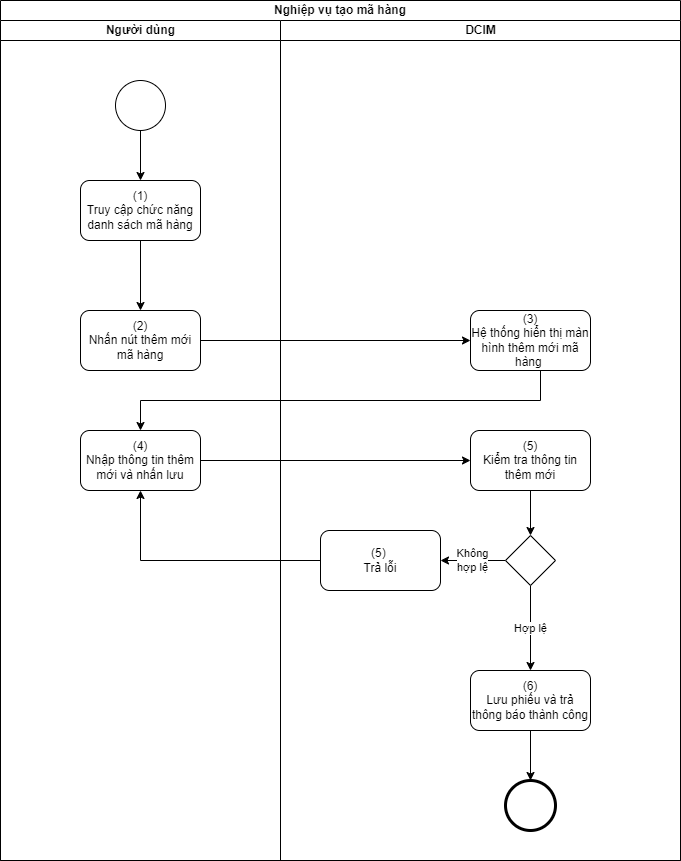 Nghiệp vụ tạo mã hàng
Người dùng
DCIM
(1)
Truy cập chức năng
danh sách mã hàng
(2)
Nhấn nút thêm mới
mã hàng
(3)
Hệ thống hiển thị màn
hình thêm mới mã
hàng
(4)
Nhập thông tin thêm
mới và nhấn lưu
(5)
Kiểm tra thông tin
thêm mới
(5)
Trả lỗi
Không
hợp lệ
Hợp lệ
(6)
Lưu phiếu và trả
thông báo thành công